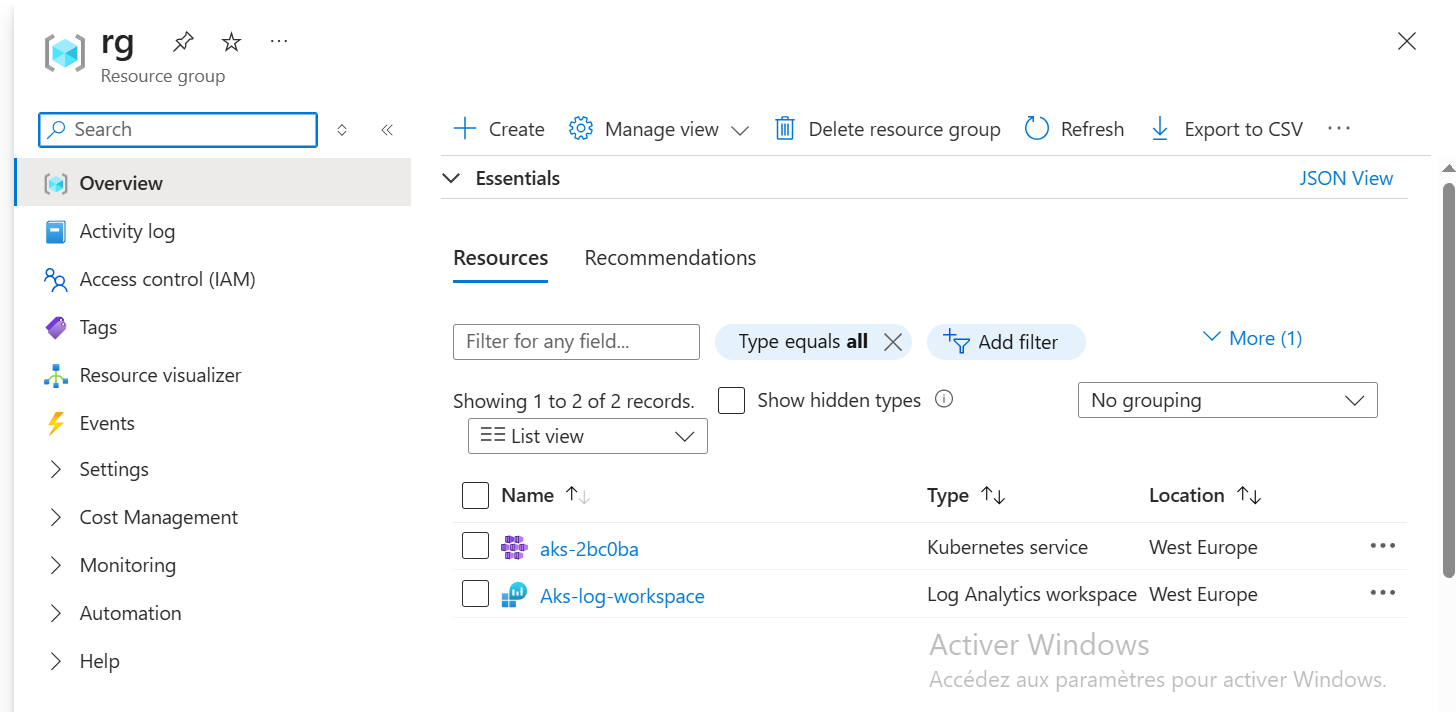 rg
Resource group
Search
Create Manage view Delete resource group Refresh Export to CSV
Overview
Activity log
Access control (IAM)
Tags
Resource visualizer
Events
Settings
Cost Management
Monitoring
Automation
Help
Essentials JSON View
Resources Recommendations
Filter for any field... Type equals all Add filter More (1)
Showing 1 to 2 of 2 records. Show hidden types No grouping
List view
Name Type Location
aks-2bc0ba Kubernetes service West Europe
Aks-log-workspace Log Analytics workspace West Europe
Activer Windows
Accédez aux paramètres pour activer Windows.